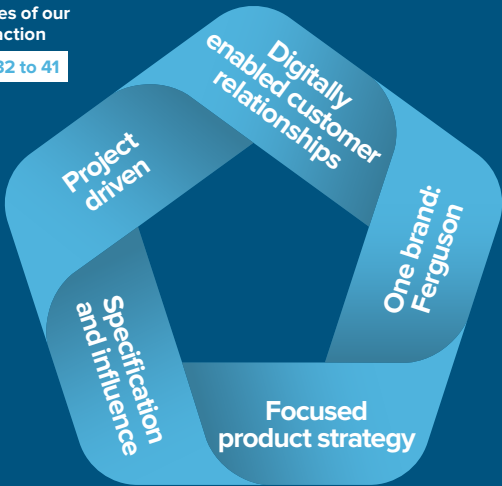 es of our
32 to 41
Digitally
enabled customer
relationships
One brand:
Ferguson
Focused
product strategy
Specification
and influence
Project
driven